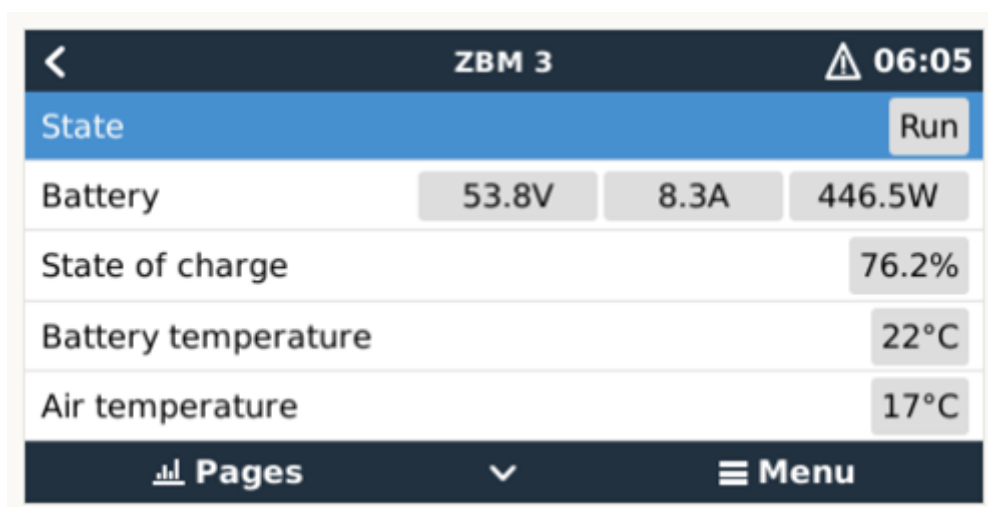 ZBM 3 06:05
State Run
Battery 53.8V 8.3A 446.5W
State of charge 76.2%
Battery temperature 22°C
Air temperature 17°C
Pages Menu